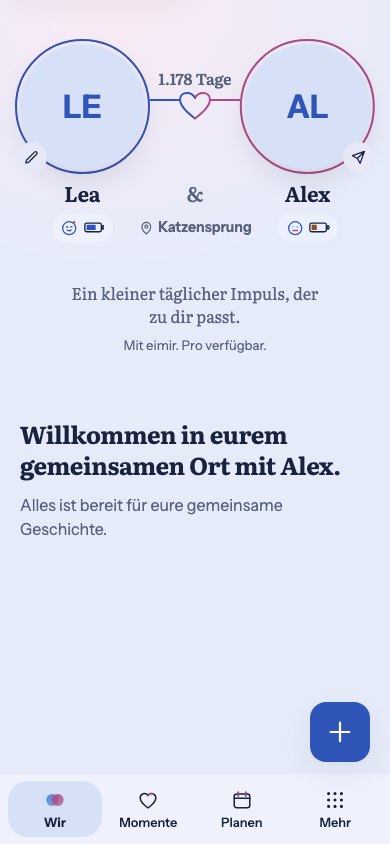 1.178 Tage
LE
AL
Lea
&
Alex
Katzensprung
Ein kleiner täglicher Impuls, der
zu dir passt.
Mit eimir. Pro verfügbar.
Willkommen in eurem
gemeinsamen Ort mit Alex.
Alles ist bereit für eure gemeinsame
Geschichte.
Wir
Momente
Planen
Mehr